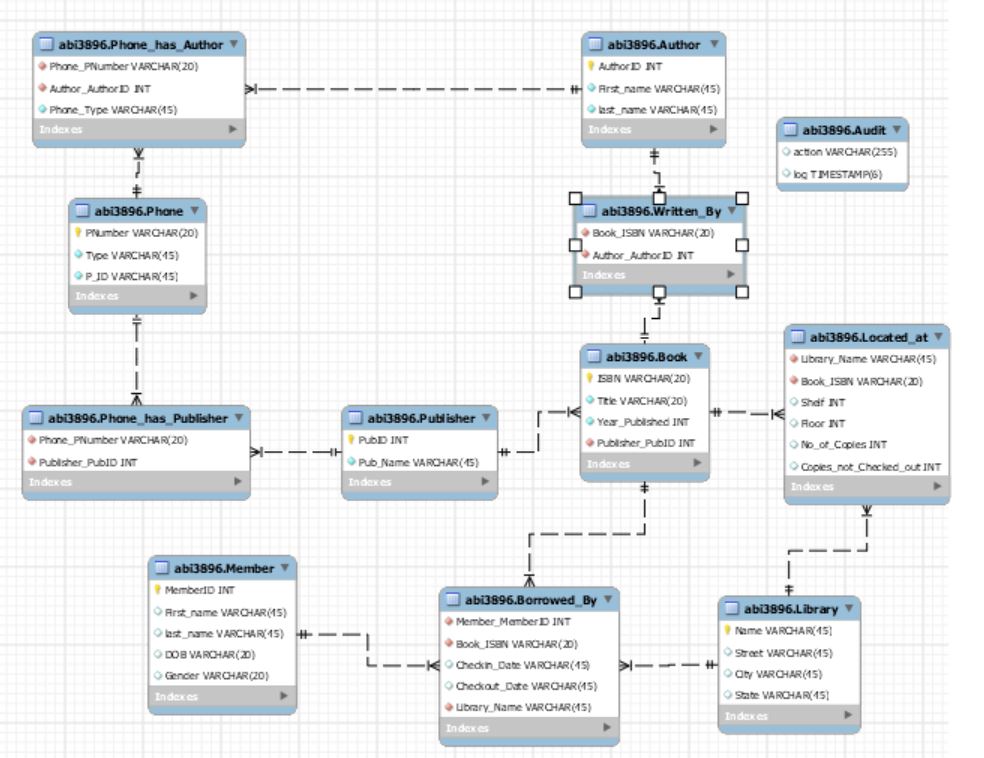 abi3896.Phone_has_Author
Phone_PNumber VARCHAR(20)
Author_AuthorID INT
Phone_Type VARCHAR(45)
Indexes
abi3896.Author
AuthorID INT
First_name VARCHAR(45)
last_name VARCHAR(45)
Indexes
abi3896.Audit
action VARCHAR(255)
log TIMESTAMP(6)
abi3896.Phone
PNumber VARCHAR(20)
Type VARCHAR(45)
P_ID VARCHAR(45)
Indexes
abi3896.Written_By
Book_ISBN VARCHAR(20)
Author_AuthorID INT
Indexes
abi3896.Book
ISBN VARCHAR(20)
Title VARCHAR(20)
Year_Published INT
Publisher_PubID INT
Indexes
abi3896.Located_at
Library_Name VARCHAR(45)
Book_ISBN VARCHAR(20)
Shelf INT
Floor INT
No_of_Copies INT
Copies_not_Checked_out INT
Indexes
abi3896.Phone_has_Publisher
Phone_PNumber VARCHAR(20)
Publisher_PubID INT
Indexes
abi3896.Publisher
PubID INT
Pub_Name VARCHAR(45)
Indexes
abi3896.Member
MemberID INT
First_name VARCHAR(45)
last_name VARCHAR(45)
DOB VARCHAR(20)
Gender VARCHAR(20)
Indexes
abi3896.Borrowed_By
Member_MemberID INT
Book_ISBN VARCHAR(20)
Checkin_Date VARCHAR(45)
Checkout_Date VARCHAR(45)
Library_Name VARCHAR(45)
Indexes
abi3896.Library
Name VARCHAR(45)
Street VARCHAR(45)
City VARCHAR(45)
State VARCHAR(45)
Indexes